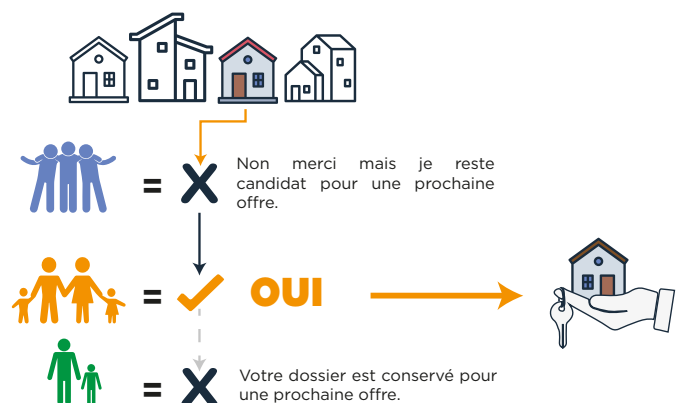 = X Non merci mais je reste
candidat pour une prochaine
offre.
= OUI
= X Votre dossier est conservé pour
une prochaine offre.